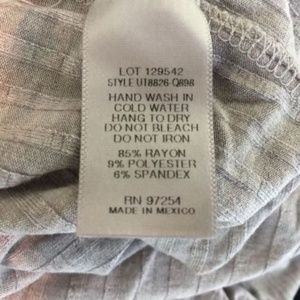 LOT 129542
STYLE UT8826-Q898
HAND WASH IN
COLD WATER
HANG TO DRY
DO NOT BLEACH
DO NOT IRON
85% RAYON
9% POLYESTER
6% SPANDEX
RN 97254
MADE IN MEXICO